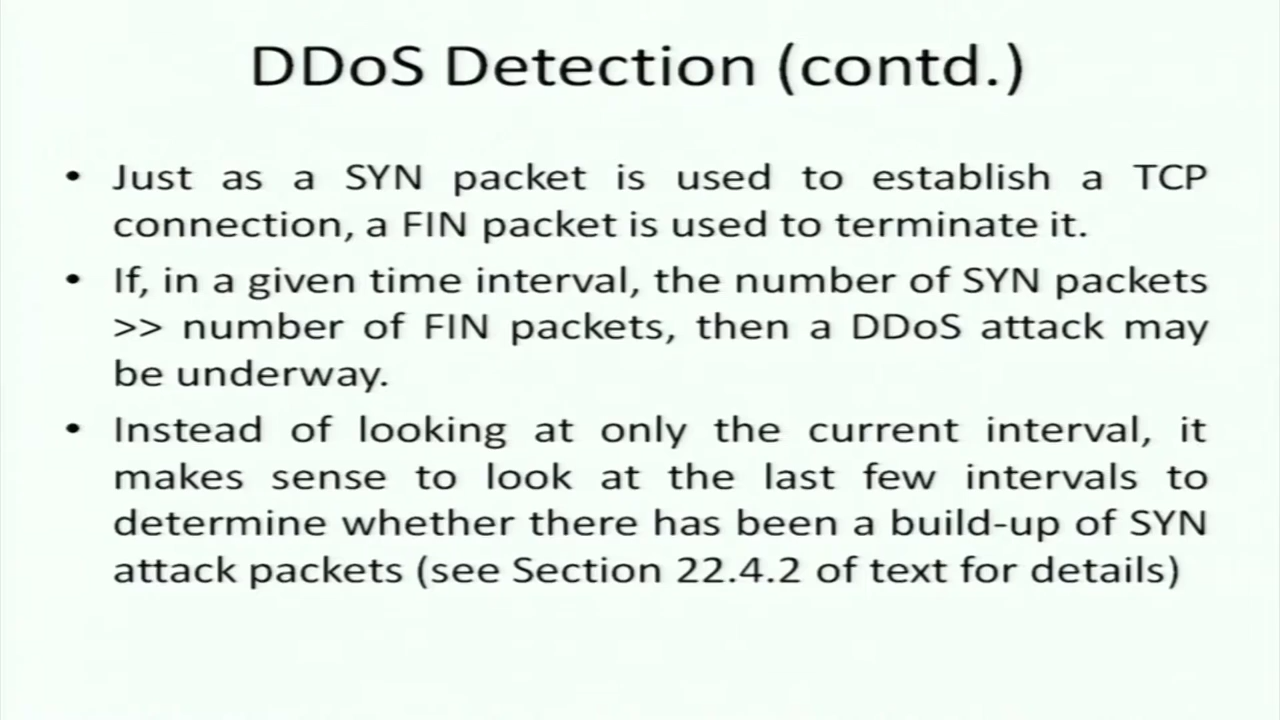 DDoS Detection (contd.)
• Just as a SYN packet is used to establish a TCP
connection, a FIN packet is used to terminate it.
• If, in a given time interval, the number of SYN packets
>> number of FIN packets, then a DDoS attack may
be underway.
• Instead of looking at only the current interval, it
makes sense to look at the last few intervals to
determine whether there has been a build-up of SYN
attack packets (see Section 22.4.2 of text for details)